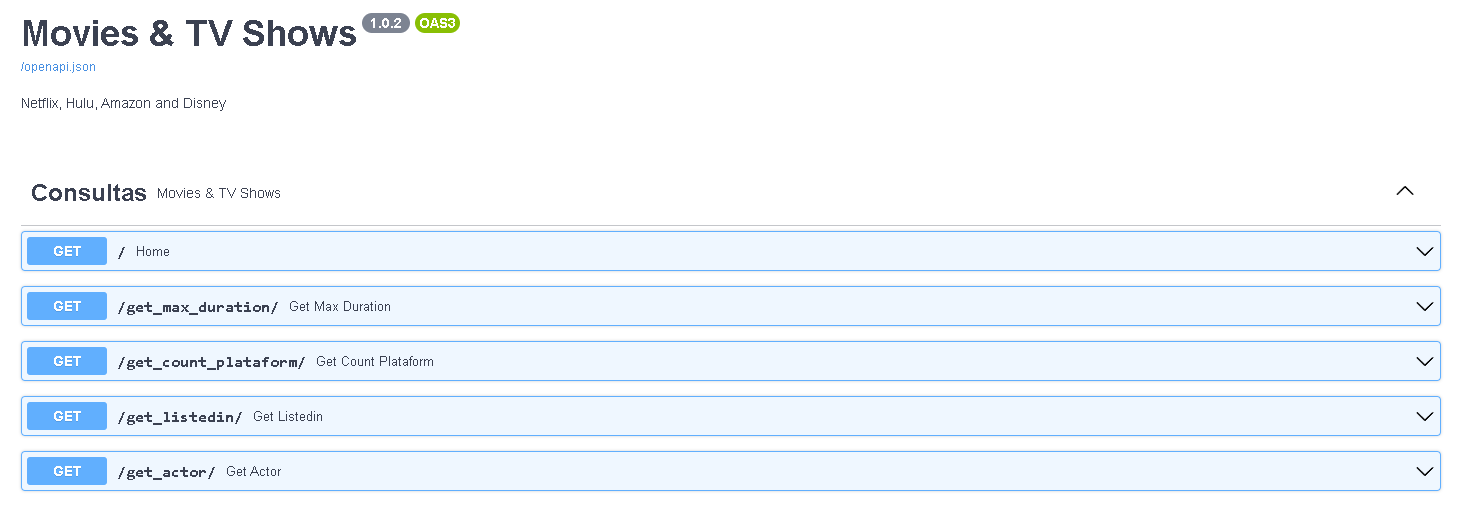 Movies & TV Shows 1.0.2 OAS3
/openapi.json
Netflix, Hulu, Amazon and Disney
Consultas Movies & TV Shows
GET / Home
GET /get_max_duration/ Get Max Duration
GET /get_count_plataform/ Get Count Plataform
GET /get_listedin/ Get Listedin
GET /get_actor/ Get Actor